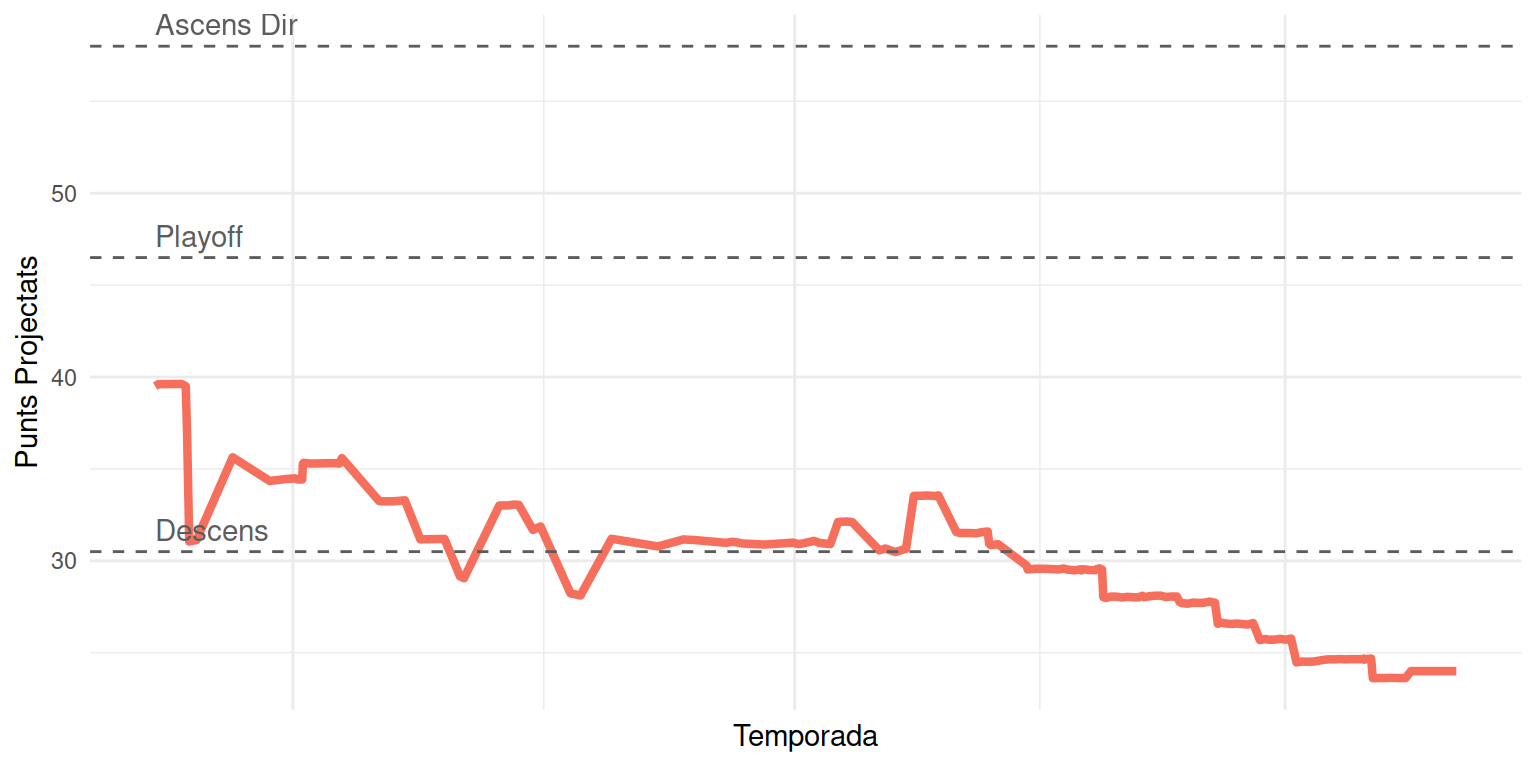 Ascens Dir
50
Playoff
Punts Projectats
40
Descens
30
Temporada